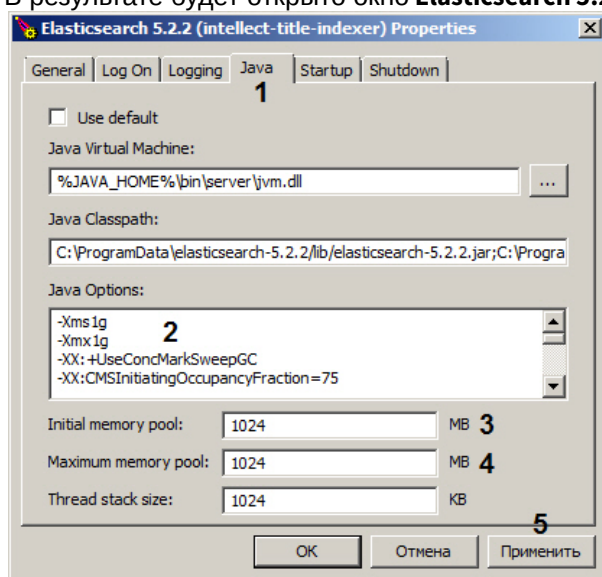 В результате будет открыто окно Elasticsearch 5.2
Elasticsearch 5.2.2 (intellect-title-indexer) Properties
General Log On Logging Java Startup Shutdown
1
Use default
Java Virtual Machine:
%JAVA_HOME%\bin\server\jvm.dll ...
Java Classpath:
C:\ProgramData\elasticsearch-5.2.2/lib/elasticsearch-5.2.2.jar;C:\Progra
Java Options:
-Xms1g
2
-Xmx1g
-XX:+UseConcMarkSweepGC
-XX:CMSInitiatingOccupancyFraction=75
Initial memory pool: 1024 MB 3
Maximum memory pool: 1024 MB 4
Thread stack size: 1024 KB
5
OK Отмена Применить